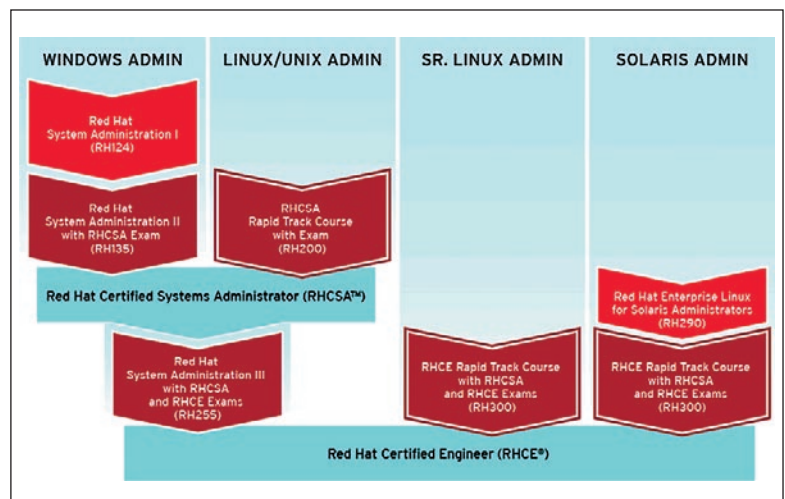 WINDOWS ADMIN
LINUX/UNIX ADMIN
SR. LINUX ADMIN
SOLARIS ADMIN
Red Hat
System Administration I
(RH124)
Red Hat
System Administration II
with RHCSA Exam
(RH135)
RHCSA
Rapid Track Course
with Exam
(RH200)
Red Hat Certified Systems Administrator (RHCSA™)
Red Hat Enterprise Linux
for Solaris Administrators
(RH290)
Red Hat
System Administration III
with RHCSA
and RHCE Exams
(RH255)
RHCE Rapid Track Course
with RHCSA
and RHCE Exams
(RH300)
RHCE Rapid Track Course
with RHCSA
and RHCE Exams
(RH300)
Red Hat Certified Engineer (RHCE®)